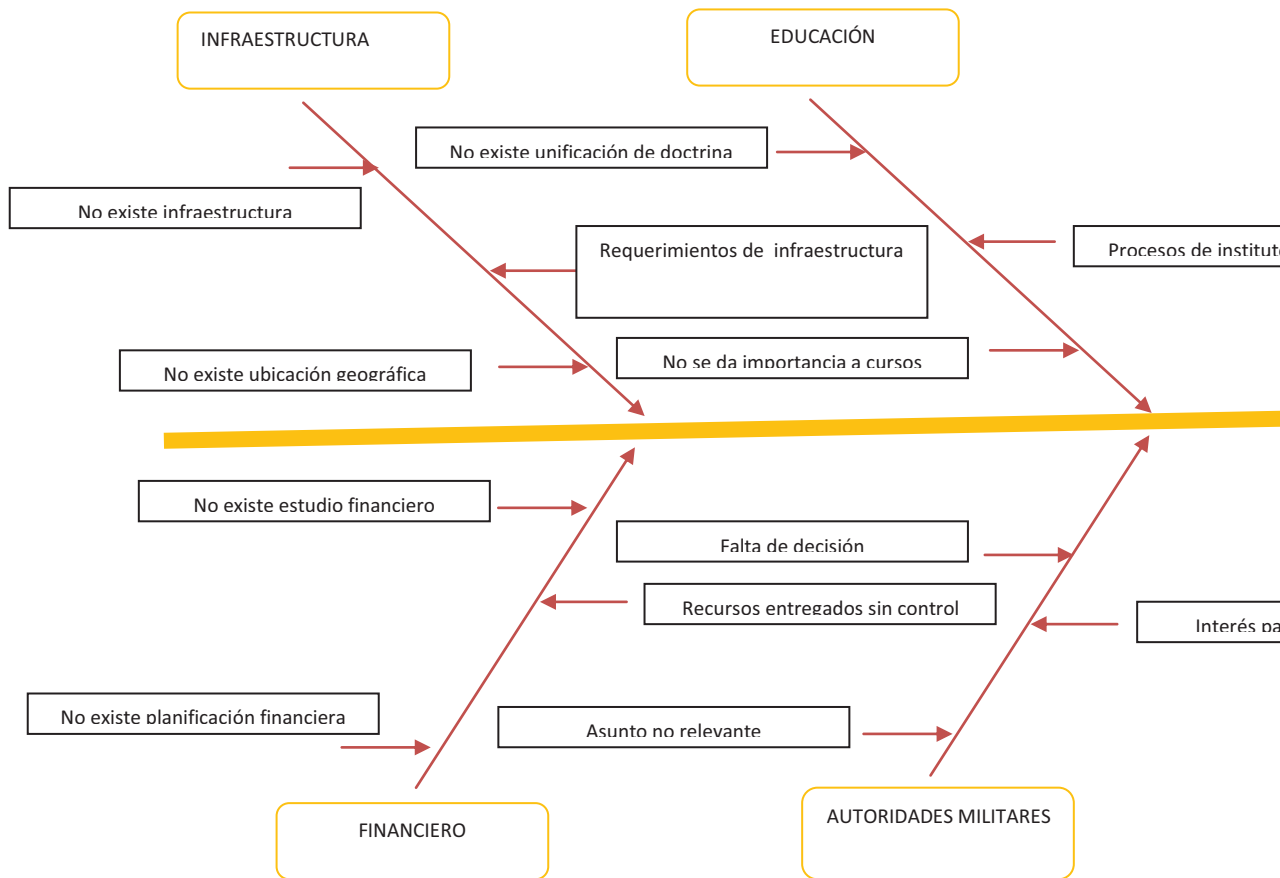 INFRAESTRUCTURA
EDUCACIÓN
No existe unificación de doctrina
No existe infraestructura
Requerimientos de infraestructura
Procesos de
No existe ubicación geográfica
No se da importancia a cursos
No existe estudio financiero
Falta de decisión
Recursos entregados sin control
Interés
No existe planificación financiera
Asunto no relevante
FINANCIERO
AUTORIDADES MILITARES